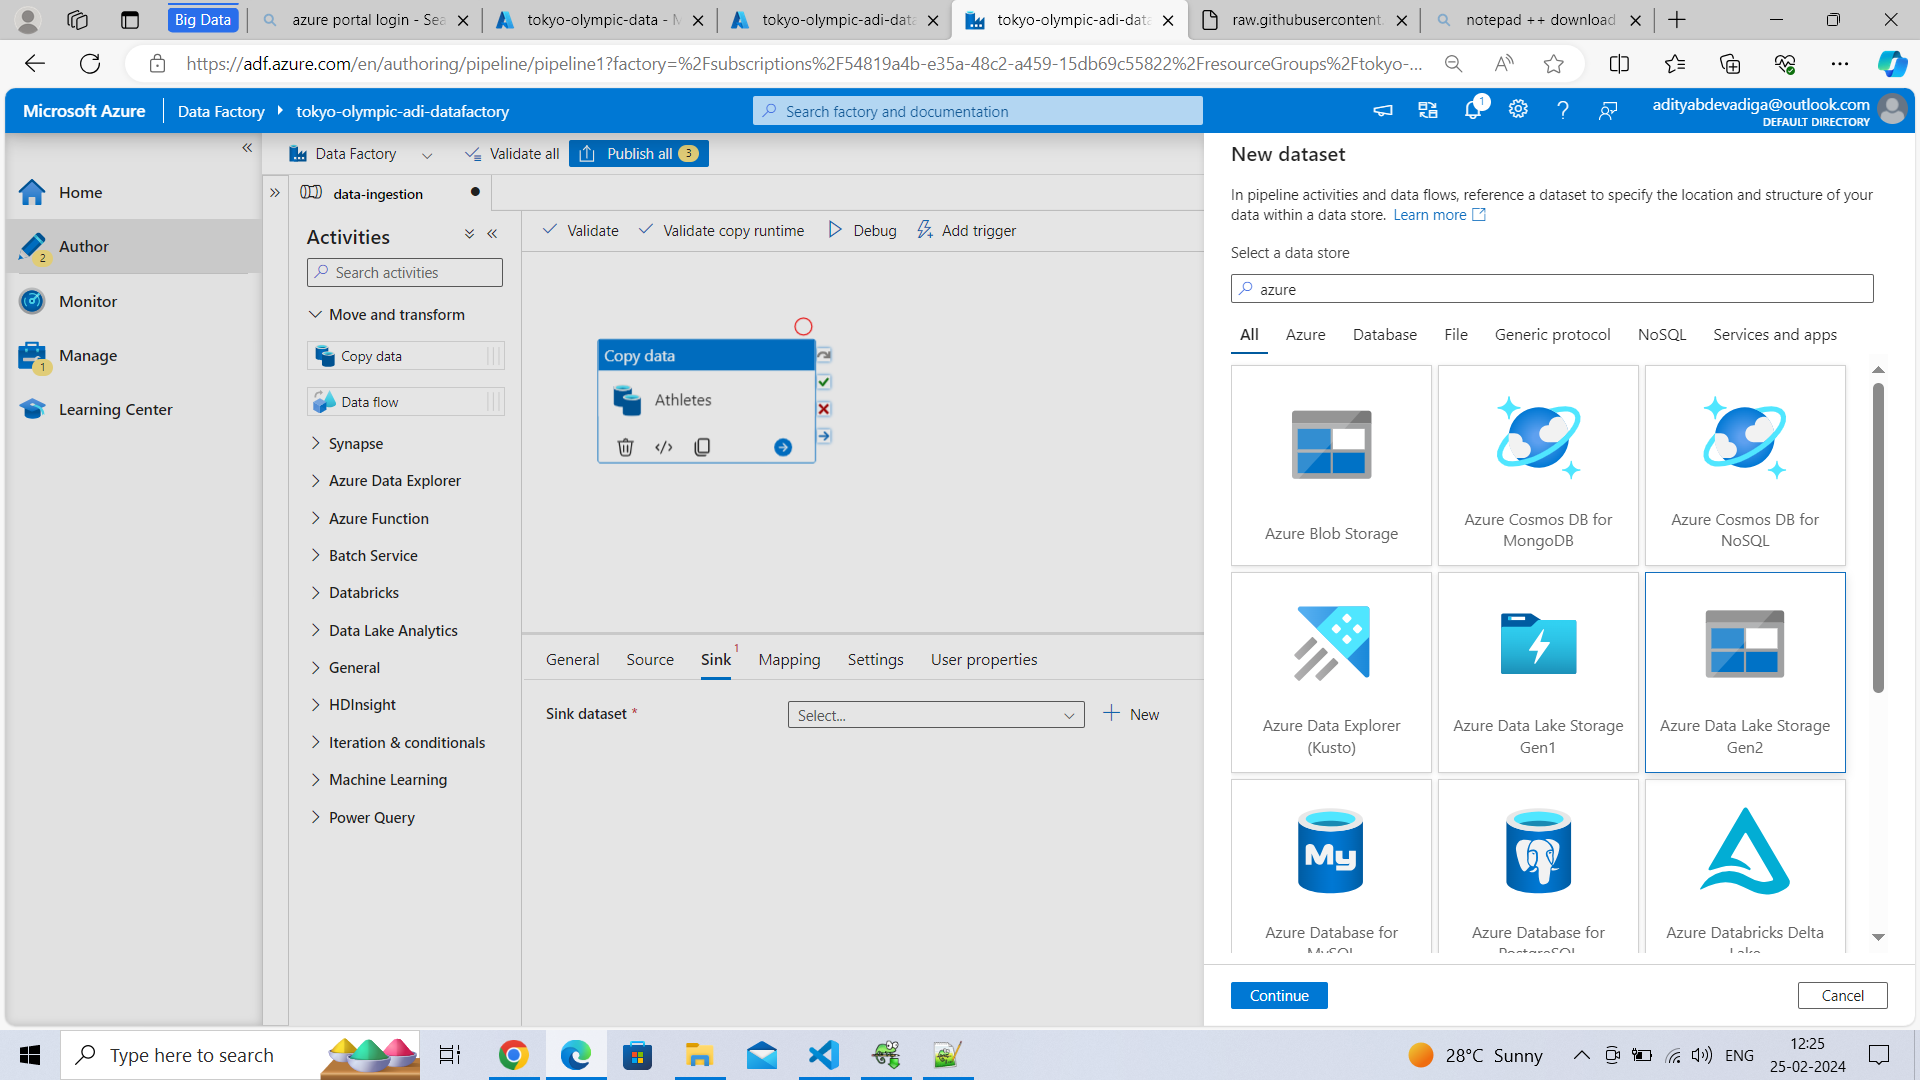 Big Data
azure portal login - Sea
tokyo-olympic-data - M
tokyo-olympic-adi-data
tokyo-olympic-adi-data
raw.githubusercontent.
notepad ++ download
https://adf.azure.com/en/authoring/pipeline/pipeline1?factory=%2Fsubscriptions%2F54819a4b-e35a-48c2-a459-15db69c55822%2FresourceGroups%2Ftokyo-...
Microsoft Azure
Data Factory
tokyo-olympic-adi-datafactory
Search factory and documentation
1
adityabdevadiga@outlook.com
DEFAULT DIRECTORY
Home
Author
2
Monitor
Manage
1
Learning Center
Data Factory
Validate all
Publish all 3
data-ingestion
Activities
Search activities
Move and transform
Copy data
Data flow
Synapse
Azure Data Explorer
Azure Function
Batch Service
Databricks
Data Lake Analytics
General
HDInsight
Iteration & conditionals
Machine Learning
Power Query
Validate
Validate copy runtime
Debug
Add trigger
Copy data
Athletes
General
Source
Sink 1
Mapping
Settings
User properties
Sink dataset *
Select...
New
New dataset
In pipeline activities and data flows, reference a dataset to specify the location and structure of your
data within a data store. Learn more
Select a data store
azure
All
Azure
Database
File
Generic protocol
NoSQL
Services and apps
Azure Blob Storage
Azure Cosmos DB for
MongoDB
Azure Cosmos DB for
NoSQL
Azure Data Explorer
(Kusto)
Azure Data Lake Storage
Gen1
Azure Data Lake Storage
Gen2
My
Azure Database for
MySQL
Azure Database for
PostgreSQL
Azure Databricks Delta
Lake
Continue
Cancel
Type here to search
28°C Sunny
ENG
12:25
25-02-2024